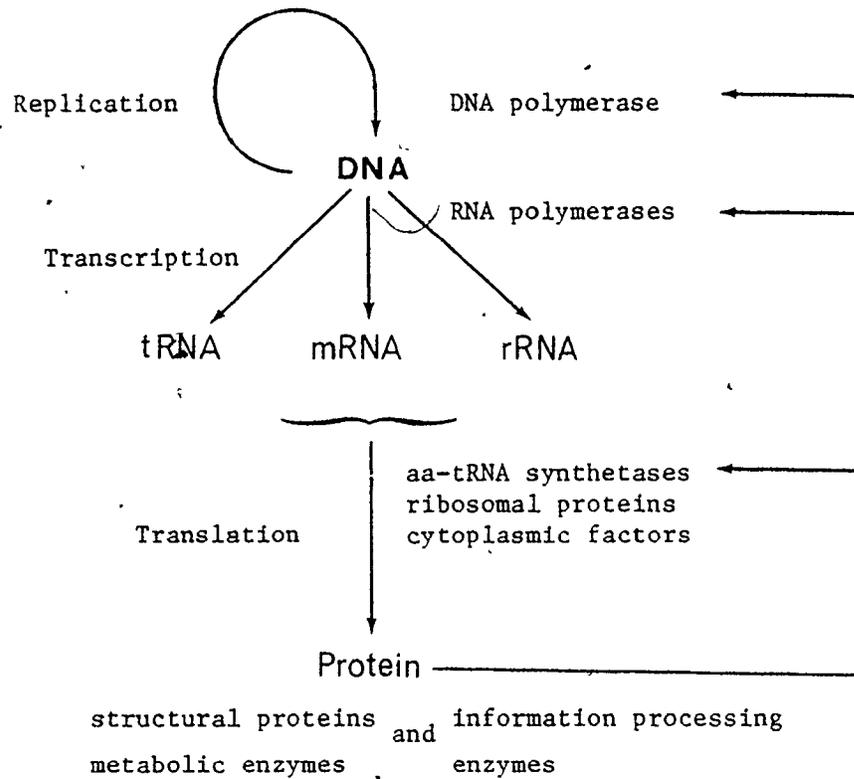 Replication
DNA polymerase
DNA
RNA polymerases
Transcription
tRNA mRNA rRNA
aa-tRNA synthetases
ribosomal proteins
Translation cytoplasmic factors
Protein
structural proteins and information processing
metabolic enzymes enzymes